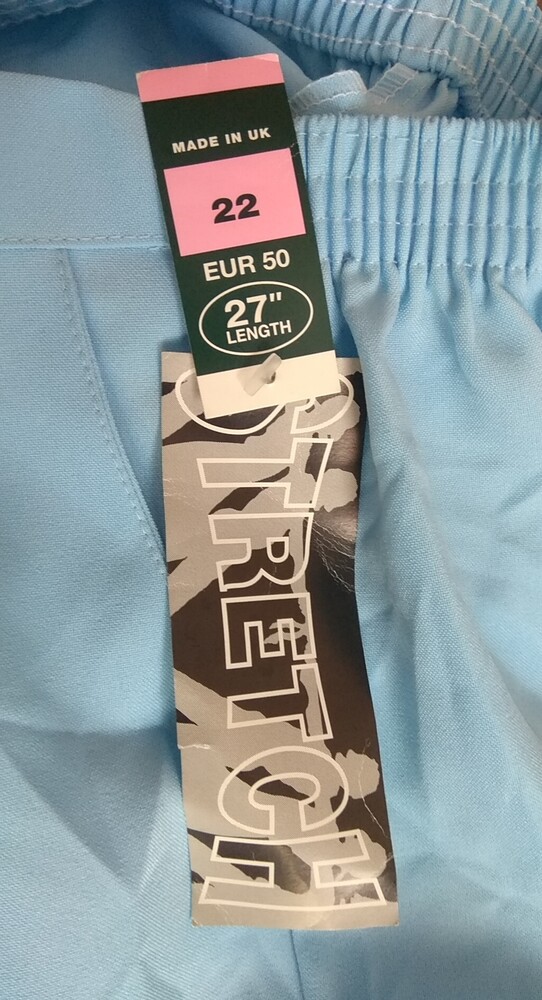 MADE IN UK
22
EUR 50
27"
LENGTH
STRETCH